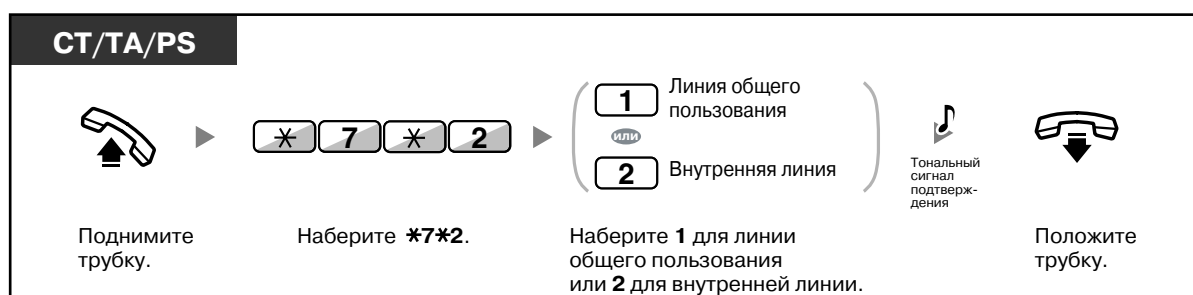 CT/TA/PS
* 7 * 2
1 Линия общего
пользования
или
2 Внутренняя линия
Тональный
сигнал
подтверж-
дения
Поднимите
трубку.
Наберите *7*2.
Наберите 1 для линии
общего пользования
или 2 для внутренней линии.
Положите
трубку.